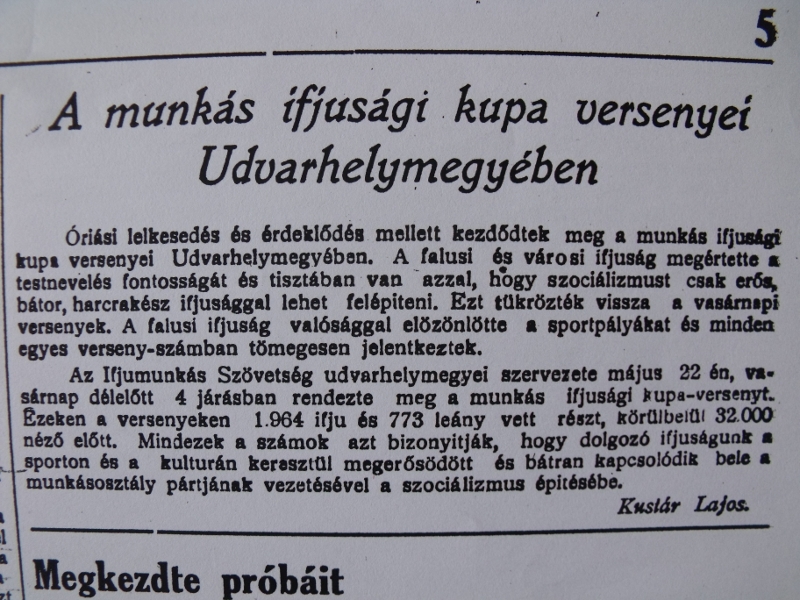 5
A munkás ifjusági kupa versenyei
Udvarhelymegyében
Óriási lelkesedés és érdeklődés mellett kezdődtek meg a munkás ifjusági
kupa versenyei Udvarhelymegyében. A falusi és városi ifjuság megértette a
testnevelés fontosságát és tisztában van azzal, hogy szociálizmust csak erős,
bátor, harcrakész ifjusággal lehet felépiteni. Ezt tükrözték vissza a vasárnapi
versenyek. A falusi ifjuság valósággal elözönlötte a sportpályákat és minden
egyes verseny-számban tömegesen jelentkeztek.
Az Ifjumunkás Szövetség udvarhelymegyei szervezete május 22 én, va-
sárnap délelőtt 4 járásban rendezte meg a munkás ifjusági kupa-versenyt.
Ezeken a versenyeken 1.964 ifju és 773 leány vett részt, körülbelül 32.000
néző előtt. Mindezek a számok azt bizonyitják, hogy dolgozó ifjuságunk a
sporton és a kulturán keresztül megerősödött és bátran kapcsolódik bele a
munkásosztály pártjának vezetésével a szociálizmus épitésébe.
Kuslár Lajos.
Megkezdte próbáit